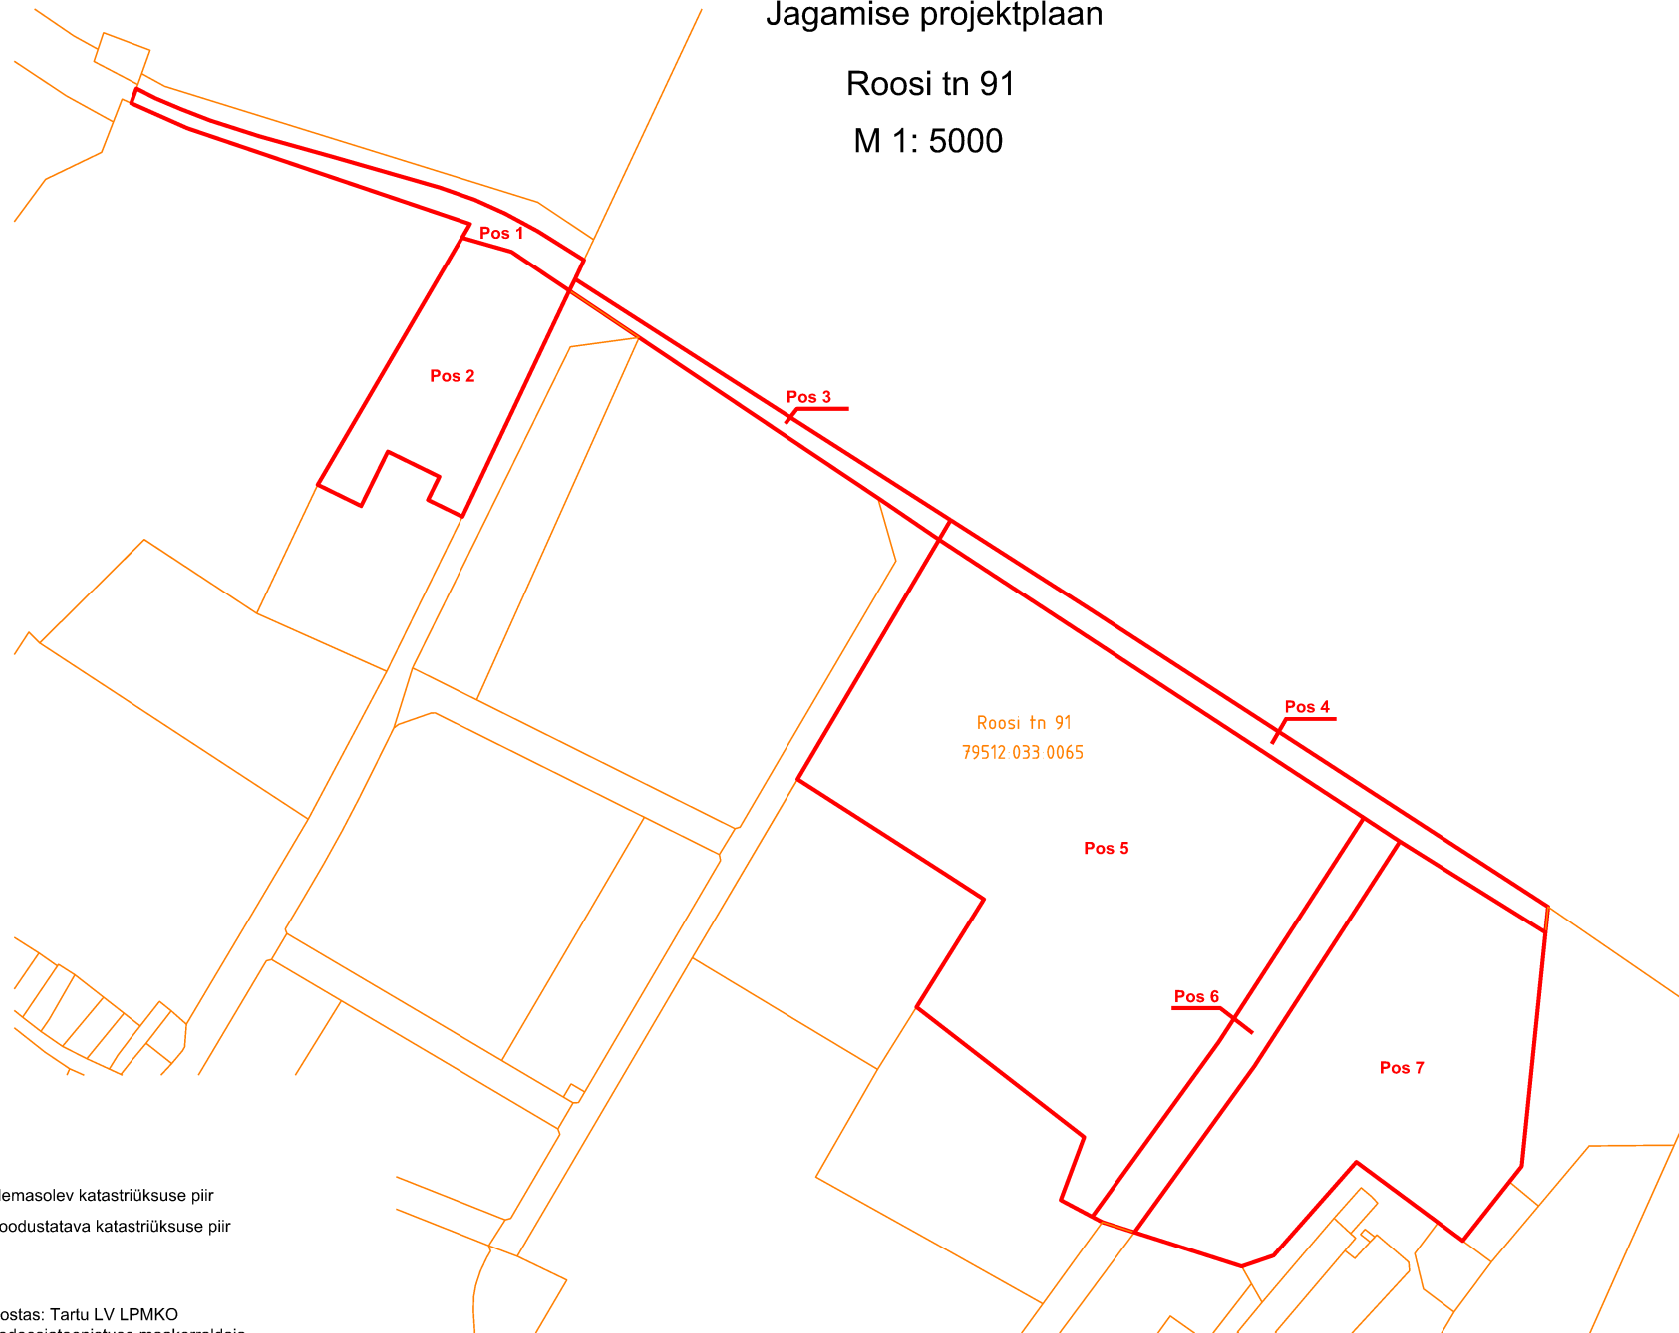 Jagamise projektplaan
Roosi tn 91
M 1: 5000
Pos 1
Pos 2
Pos 3
Pos 4
Roosi tn 91
79512:033:0065
Pos 5
Pos 6
Pos 7
lemasolev katastriüksuse piir
oodustatava katastriüksuse piir
ostas: Tartu LV LPMKO